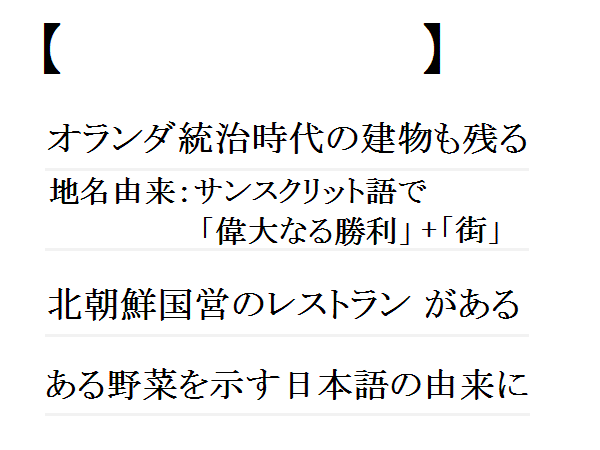 【 】
オランダ統治時代の建物も残る
地名由来：サンスクリット語で
「偉大なる勝利」+「街」
北朝鮮国営のレストラン がある
ある野菜を示す日本語の由来に